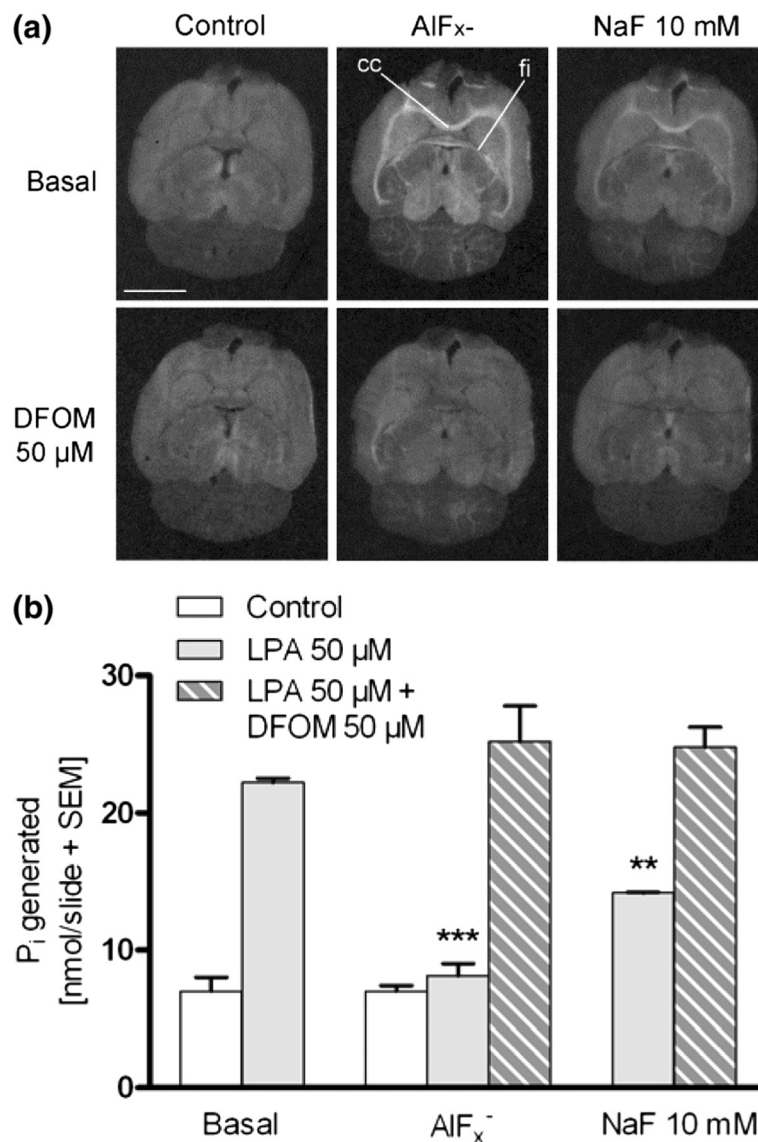 (a)
Control
AlFx-
NaF 10 mM
cc
fi
Basal
DFOM
50 µM
(b)
Control
LPA 50 µM
LPA 50 µM +
DFOM 50 µM
Pi generated
[nmol/slide + SEM]
30
20
10
0
***
**
Basal
AlFx-
NaF 10 mM